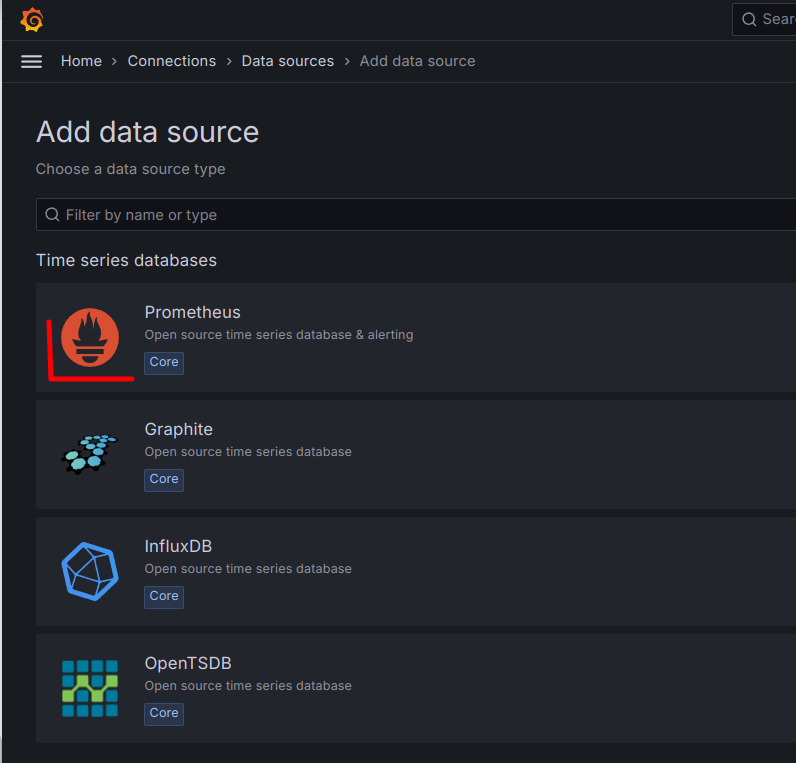 Sear
Home › Connections › Data sources › Add data source
Add data source
Choose a data source type
Filter by name or type
Time series databases
Prometheus
Open source time series database & alerting
Core
Graphite
Open source time series database
Core
InfluxDB
Open source time series database
Core
OpenTSDB
Open source time series database
Core